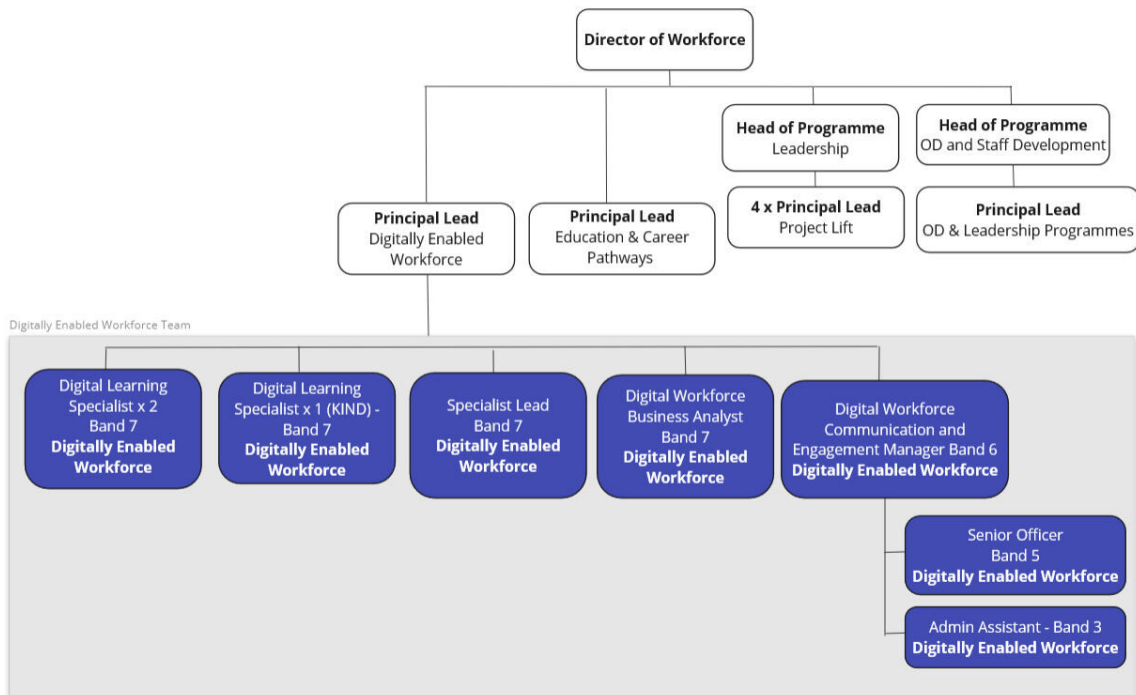 Director of Workforce
Head of Programme
Leadership
Head of Programme
OD and Staff Development
Principal Lead
Digitally Enabled
Workforce
Principal Lead
Education & Career
Pathways
4 x Principal Lead
Project Lift
Principal Lead
OD & Leadership Programmes
Digitally Enabled Workforce Team
Digital Learning
Specialist x 2
Band 7
Digitally Enabled
Workforce
Digital Learning
Specialist x 1 (KIND) -
Band 7
Digitally Enabled
Workforce
Specialist Lead
Band 7
Digitally Enabled
Workforce
Digital Workforce
Business Analyst
Band 7
Digitally Enabled
Workforce
Digital Workforce
Communication and
Engagement Manager Band 6
Digitally Enabled Workforce
Senior Officer
Band 5
Digitally Enabled Workforce
Admin Assistant - Band 3
Digitally Enabled Workforce